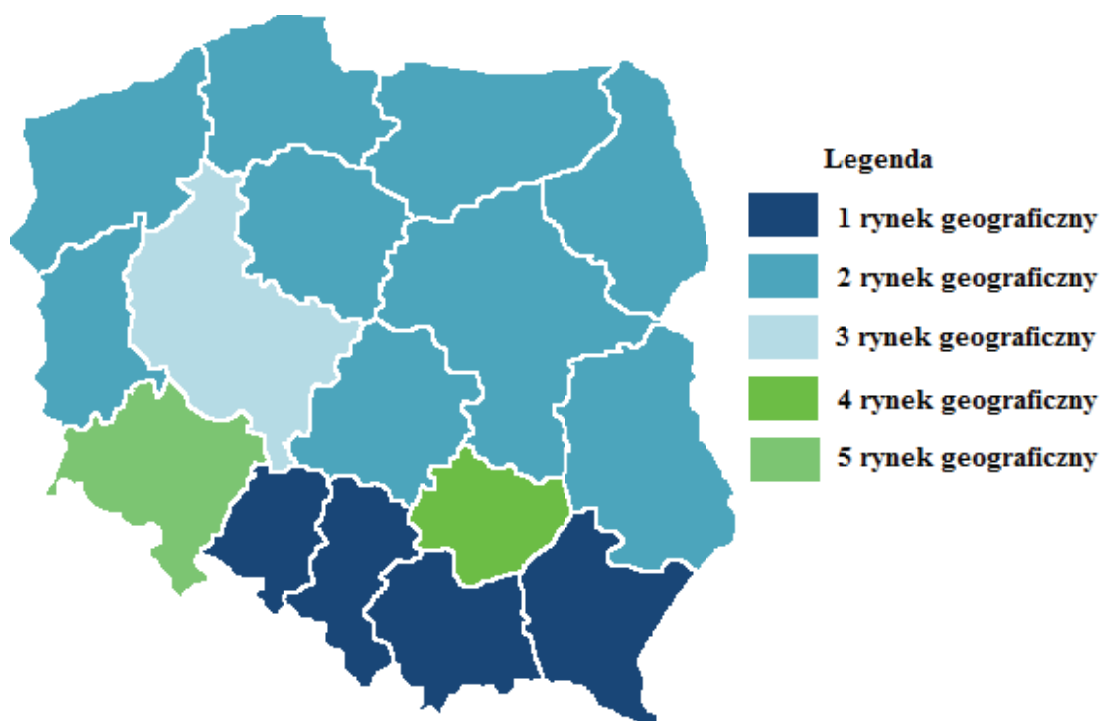 Legenda
1 rynek geograficzny
2 rynek geograficzny
3 rynek geograficzny
4 rynek geograficzny
5 rynek geograficzny